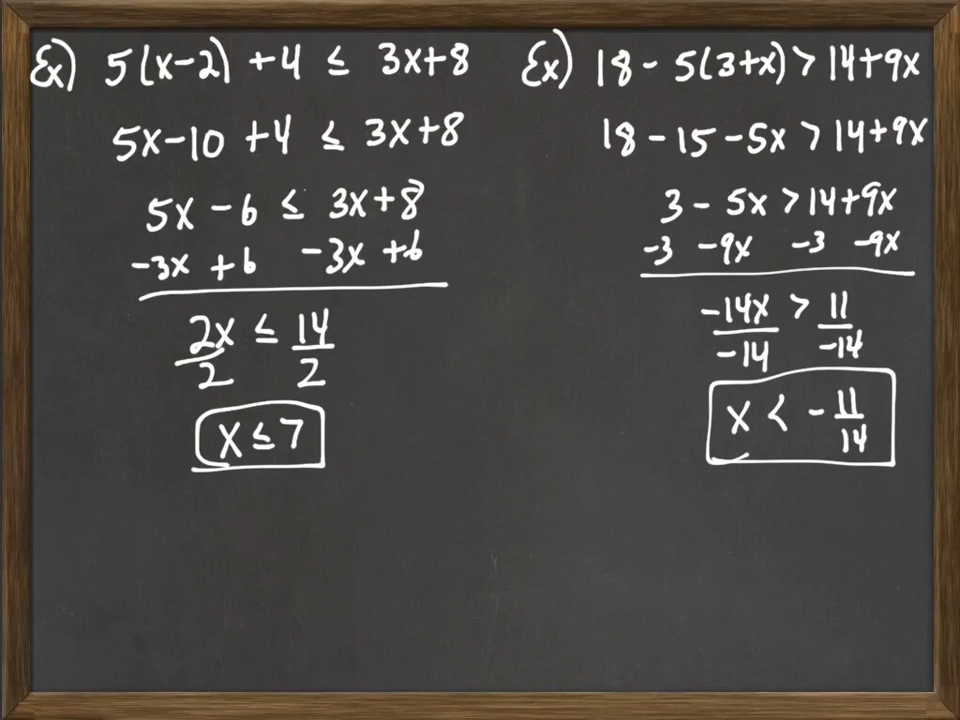 Ex) 5(x-2) +4 ≤ 3x+8
5x-10 +4 ≤ 3x+8
5x - 6 ≤ 3x+8
-3x +6 -3x +6
2x ≤ 14
2 2
x ≤ 7
Ex) 18 - 5(3+x) > 14+9x
18 - 15 - 5x > 14+9x
3 - 5x > 14+9x
-3 -9x -3 -9x
-14x > 11
-14 -14
x < - 11
14